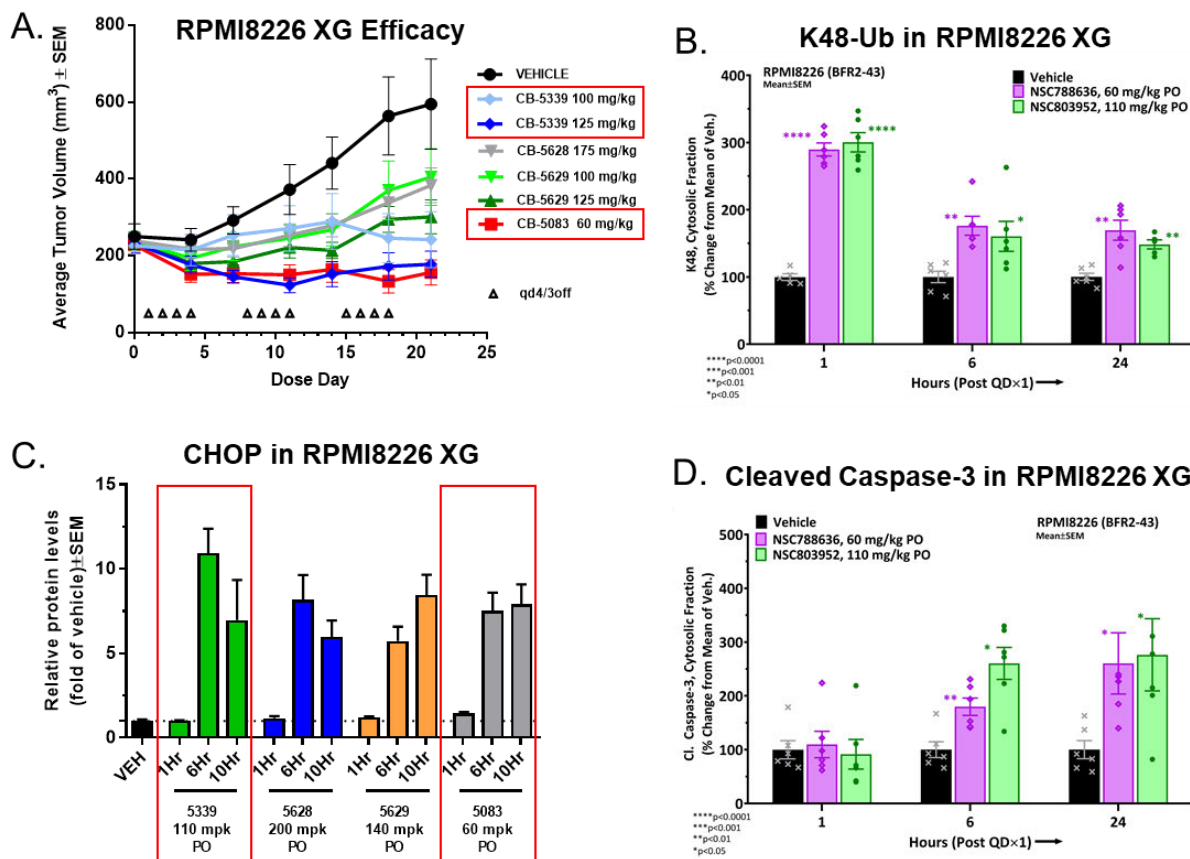 A.
RPMI8226 XG Efficacy
Average Tumor Volume (mm³) ± SEM
800
600
400
200
0
0
5
10
15
20
25
Dose Day
VEHICLE
CB-5339 100 mg/kg
CB-5339 125 mg/kg
CB-5628 175 mg/kg
CB-5629 100 mg/kg
CB-5629 125 mg/kg
CB-5083 60 mg/kg
qd4/3off
B.
K48-Ub in RPMI8226 XG
RPMI8226 (BFR2-43)
Mean±SEM
Vehicle
NSC788636, 60 mg/kg PO
NSC803952, 110 mg/kg PO
K48, Cytosolic Fraction
(% Change from Mean of Veh.)
400
350
300
250
200
150
100
50
0
****
****
**
*
**
**
1
6
24
Hours (Post QD×1)
****p<0.0001
***p<0.001
**p<0.01
*p<0.05
C.
CHOP in RPMI8226 XG
Relative protein levels
(fold of vehicle)±SEM
15
10
5
0
VEH
1Hr
6Hr
10Hr
1Hr
6Hr
10Hr
1Hr
6Hr
10Hr
1Hr
6Hr
10Hr
5339
110 mpk
PO
5628
200 mpk
PO
5629
140 mpk
PO
5083
60 mpk
PO
D.
Cleaved Caspase-3 in RPMI8226 XG
Vehicle
NSC788636, 60 mg/kg PO
NSC803952, 110 mg/kg PO
RPMI8226 (BFR2-43)
Mean±SEM
Cl. Caspase-3, Cytosolic Fraction
(% Change from Mean of Veh.)
500
400
300
200
100
0
**
*
*
*
1
6
24
Hours (Post QD×1)
****p<0.0001
***p<0.001
**p<0.01
*p<0.05